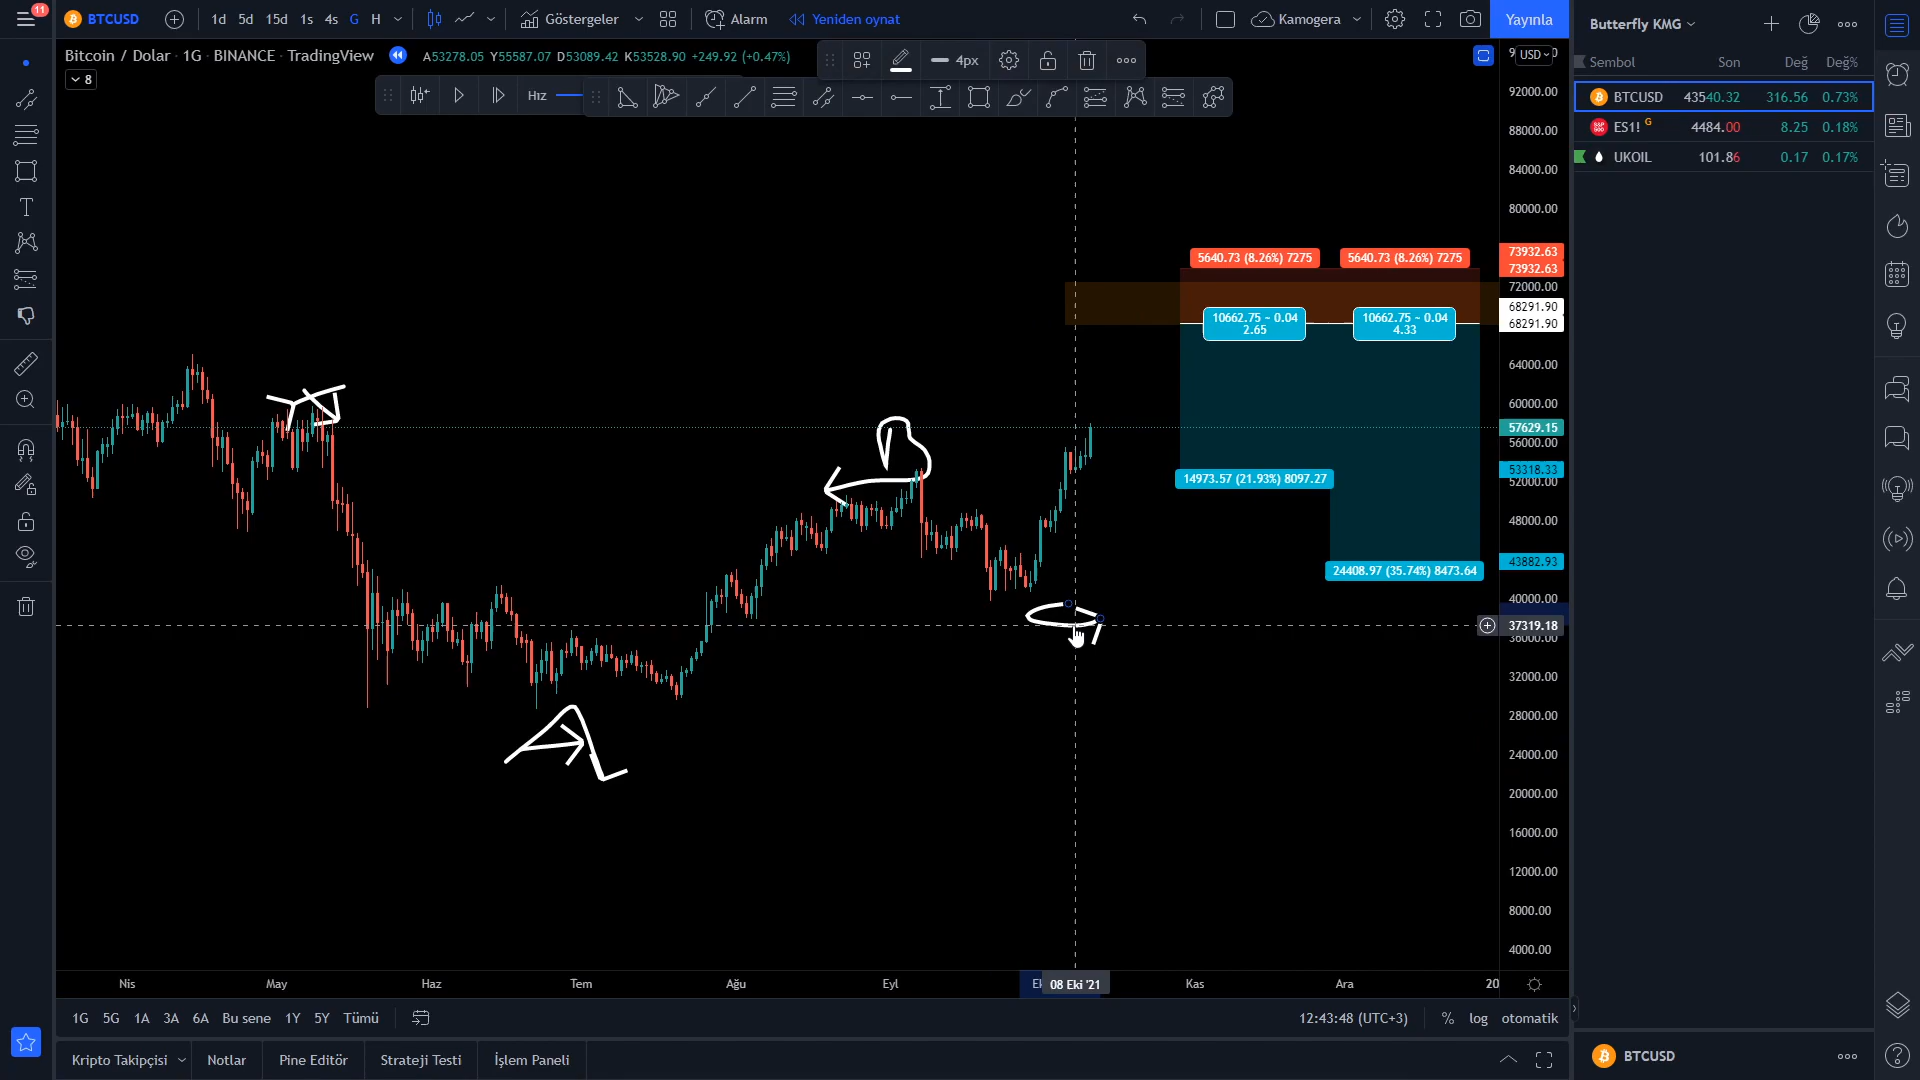 11
BTCUSD
1d 5d 15d 1s 4s G H
Göstergeler
Alarm
Yeniden oynat
Kamogera
Yayınla
Butterfly KMG
Bitcoin / Dolar · 1G · BINANCE · TradingView
A53278.05 Y55587.07 D53089.42 K53528.90 +249.92 (+0.47%)
8
4px
Hız
USD
Sembol Son Değ Değ%
BTCUSD 43540.32 316.56 0.73%
ES1! G 4484.00 8.25 0.18%
UKOIL 101.86 0.17 0.17%
92000.00
88000.00
84000.00
80000.00
5640.73 (8.26%) 7275
5640.73 (8.26%) 7275
73932.63
73932.63
72000.00
10662.75 ~ 0.04
2.65
10662.75 ~ 0.04
4.33
68291.90
68291.90
64000.00
60000.00
57629.15
56000.00
53318.33
52000.00
14973.57 (21.93%) 8097.27
48000.00
43882.93
24408.97 (35.74%) 8473.64
40000.00
37319.18
36000.00
32000.00
28000.00
24000.00
20000.00
16000.00
12000.00
8000.00
4000.00
Nis May Haz Tem Ağu Eyl 08 Eki '21 Kas Ara 20
1G 5G 1A 3A 6A Bu sene 1Y 5Y Tümü
12:43:48 (UTC+3) % log otomatik
Kripto Takipçisi Notlar Pine Editör Strateji Testi İşlem Paneli
BTCUSD